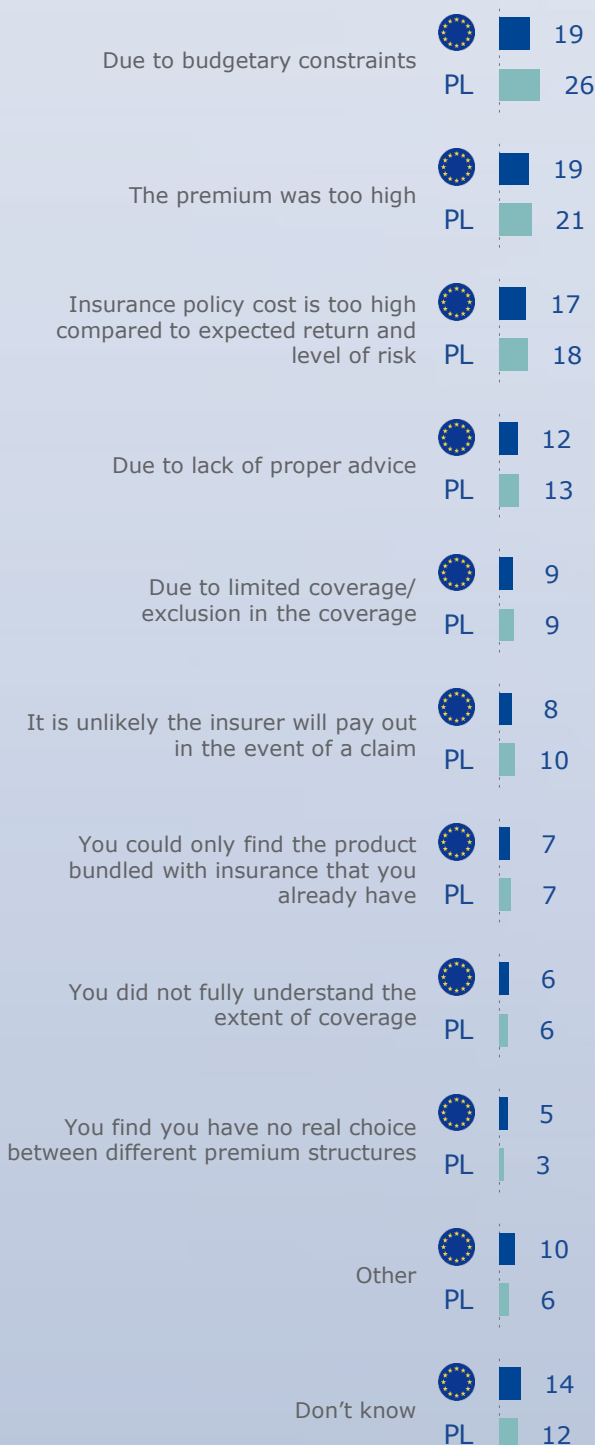 19
Due to budgetary constraints
PL 26
19
The premium was too high
PL 21
Insurance policy cost is too high 17
compared to expected return and
level of risk PL 18
12
Due to lack of proper advice
PL 13
Due to limited coverage/ 9
exclusion in the coverage
PL 9
It is unlikely the insurer will pay out 8
in the event of a claim
PL 10
You could only find the product 7
bundled with insurance that you
already have PL 7
You did not fully understand the 6
extent of coverage
PL 6
You find you have no real choice 5
between different premium structures
PL 3
10
Other
PL 6
14
Don’t know
PL 12